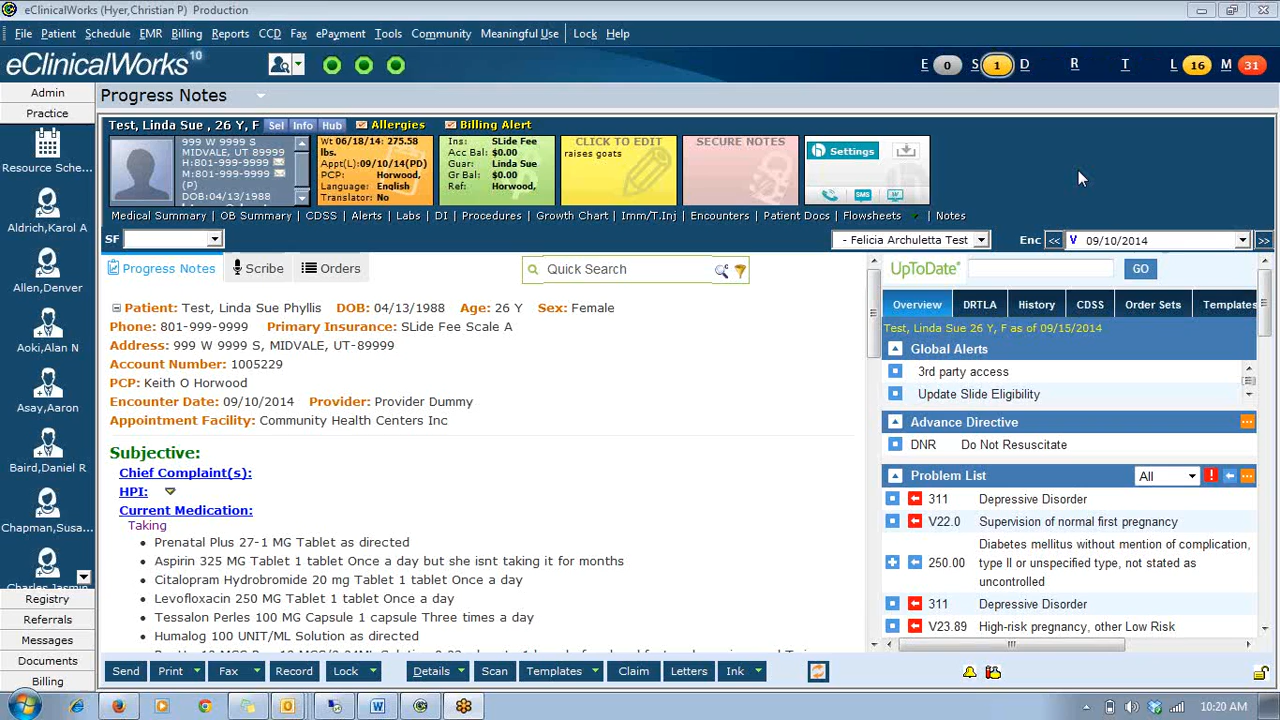 eClinicalWorks (Hyer,Christian P) Production
File Patient Schedule EMR Billing Reports CCD Fax ePayment Tools Community Meaningful Use Lock Help
eClinicalWorks 10 E 0 S 1 D R T L 16 M 31
Admin
Practice
Resource Sche...
Aldrich,Karol A
Allen,Denver
Aoki,Alan N
Asay,Aaron
Baird,Daniel R
Chapman,Susa...
Charles,Jasmin
Registry
Referrals
Messages
Documents
Billing
Progress Notes
Test, Linda Sue , 26 Y, F Sel Info Hub Allergies Billing Alert
999 W 9999 S
MIDVALE, UT 89999
H:801-999-9999
M:801-999-9999
(P)
DOB:04/13/1988
Wt 06/18/14: 275.58
lbs.
Appt(L):09/10/14(PD)
PCP: Horwood,
Language: English
Translator: No
Ins: SLide Fee
Acc Bal: $0.00
Guar: Linda Sue
Gr Bal: $0.00
Ref: Horwood,
CLICK TO EDIT
raises goats
SECURE NOTES
h Settings
SMS
Medical Summary OB Summary CDSS Alerts Labs DI Procedures Growth Chart Imm/T.Inj Encounters Patient Docs Flowsheets Notes
SF - Felicia Archuletta Test Enc << V 09/10/2014 >>
Progress Notes Scribe Orders Quick Search
Patient: Test, Linda Sue Phyllis DOB: 04/13/1988 Age: 26 Y Sex: Female
Phone: 801-999-9999 Primary Insurance: SLide Fee Scale A
Address: 999 W 9999 S, MIDVALE, UT-89999
Account Number: 1005229
PCP: Keith O Horwood
Encounter Date: 09/10/2014 Provider: Provider Dummy
Appointment Facility: Community Health Centers Inc
Subjective:
Chief Complaint(s):
HPI:
Current Medication:
Taking
• Prenatal Plus 27-1 MG Tablet as directed
• Aspirin 325 MG Tablet 1 tablet Once a day but she isnt taking it for months
• Citalopram Hydrobromide 20 mg Tablet 1 tablet Once a day
• Levofloxacin 250 MG Tablet 1 tablet Once a day
• Tessalon Perles 100 MG Capsule 1 capsule Three times a day
• Humalog 100 UNIT/ML Solution as directed
UpToDate GO
Overview DRTLA History CDSS Order Sets Templates
Test, Linda Sue 26 Y, F as of 09/15/2014
Global Alerts
3rd party access
Update Slide Eligibility
Advance Directive
DNR Do Not Resuscitate
Problem List All !
311 Depressive Disorder
V22.0 Supervision of normal first pregnancy
250.00 Diabetes mellitus without mention of complication,
type II or unspecified type, not stated as
uncontrolled
311 Depressive Disorder
V23.89 High-risk pregnancy, other Low Risk
Send Print Fax Record Lock Details Scan Templates Claim Letters Ink
10:20 AM